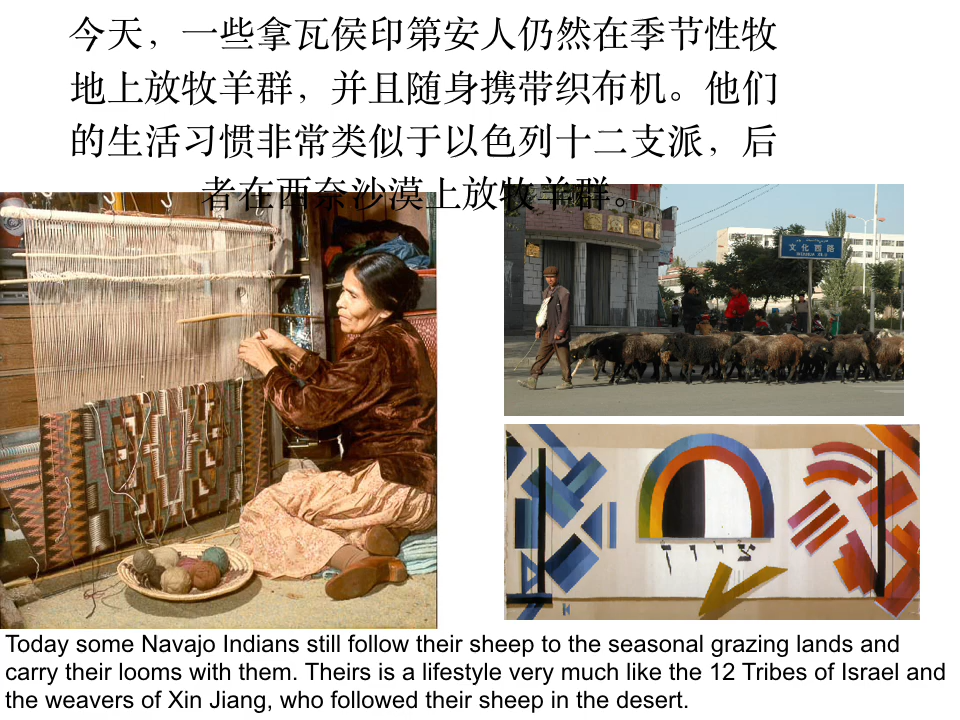 今天，一些拿瓦侯印第安人仍然在季节性牧
地上放牧羊群，并且随身携带织布机。他们
的生活习惯非常类似于以色列十二支派，后
者在西奈沙漠上放牧羊群。
文化西路
Today some Navajo Indians still follow their sheep to the seasonal grazing lands and
carry their looms with them. Theirs is a lifestyle very much like the 12 Tribes of Israel and
the weavers of Xin Jiang, who followed their sheep in the desert.